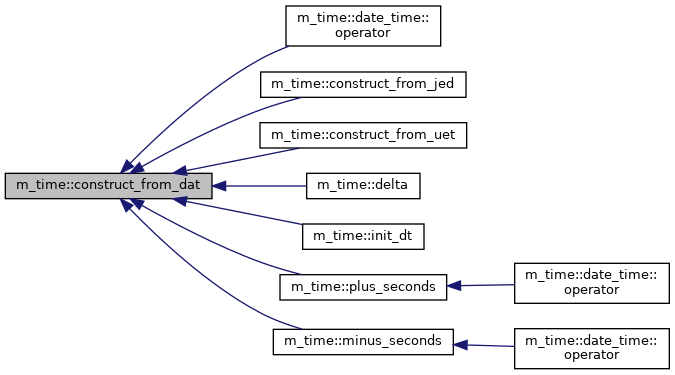 m_time::date_time::
operator
m_time::construct_from_jed
m_time::construct_from_uet
m_time::construct_from_dat
m_time::delta
m_time::init_dt
m_time::plus_seconds
m_time::date_time::
operator
m_time::minus_seconds
m_time::date_time::
operator